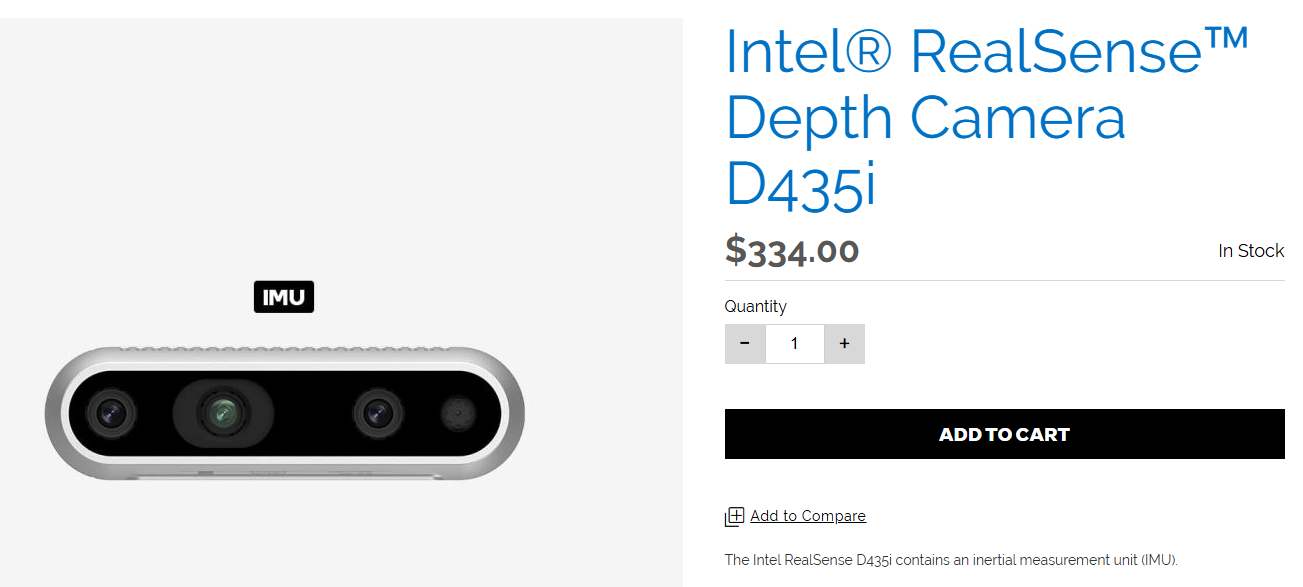 Intel® RealSense™
Depth Camera
D435i
$334.00
In Stock
IMU
Quantity
- 1 +
ADD TO CART
Add to Compare
The Intel RealSense D435i contains an inertial measurement unit (IMU).